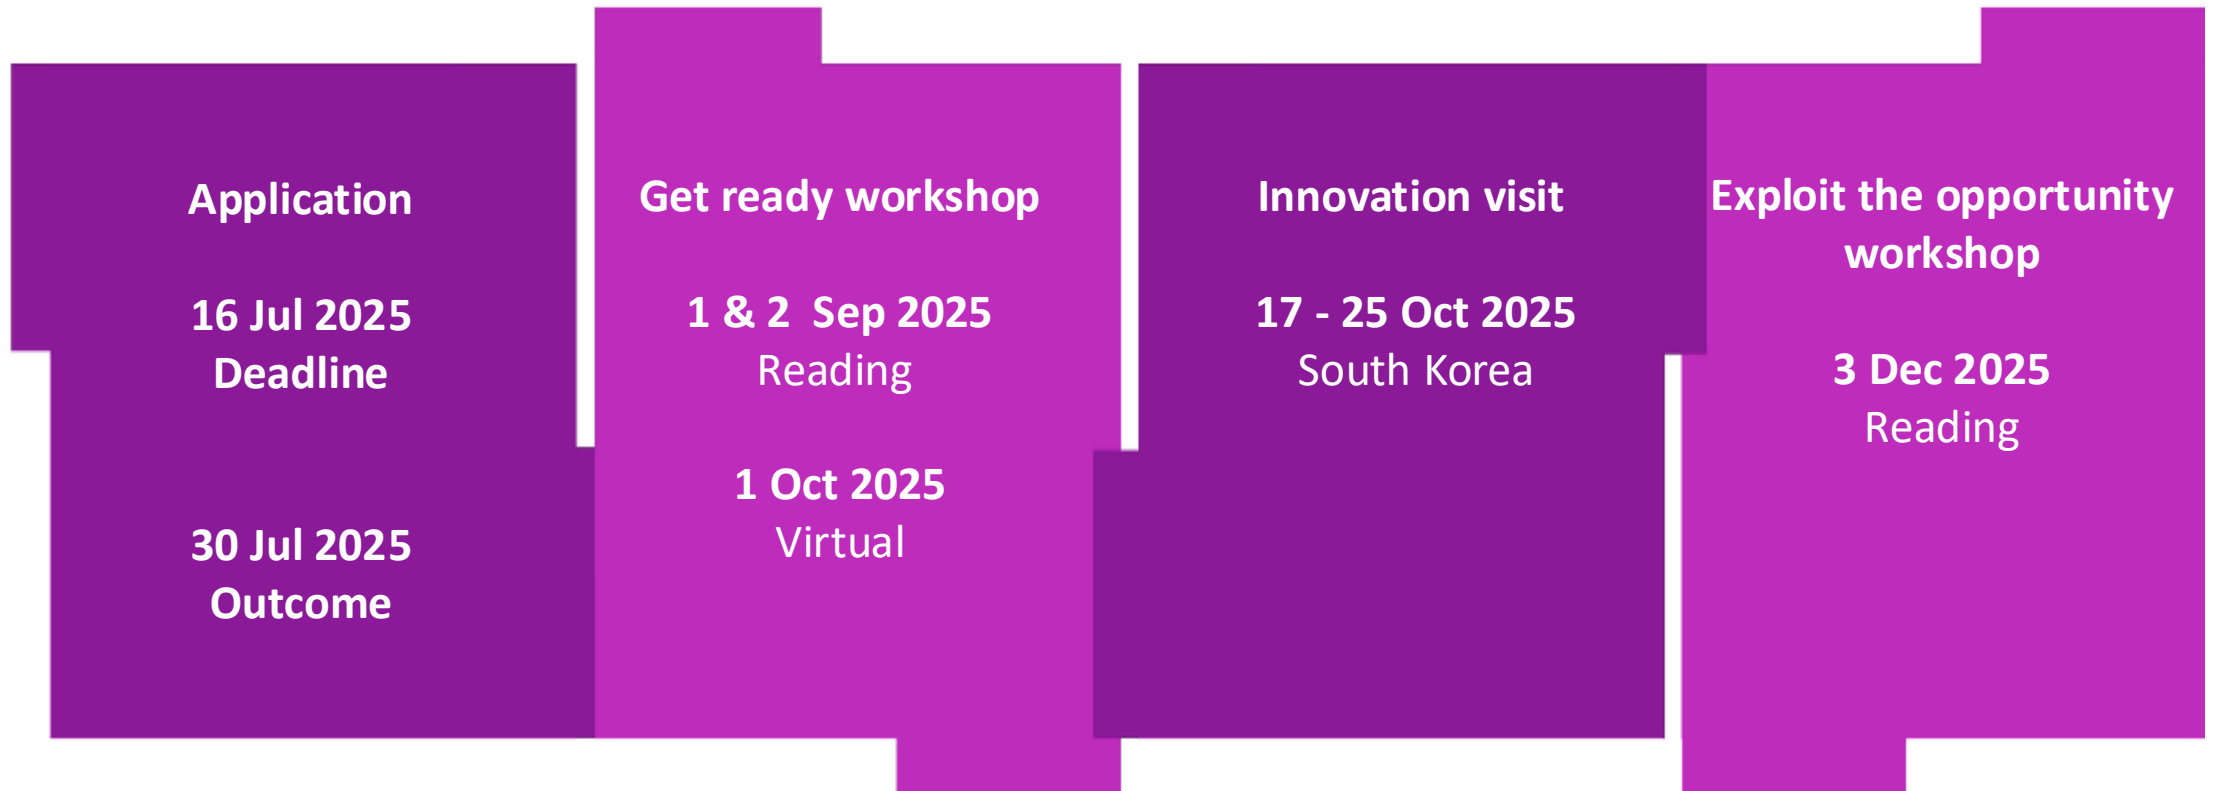 Application
16 Jul 2025
Deadline
30 Jul 2025
Outcome
Get ready workshop
1 & 2  Sep 2025
Reading
1 Oct 2025
Virtual
Innovation visit
17 - 25 Oct 2025
South Korea
Exploit the opportunity
workshop
3 Dec 2025
Reading